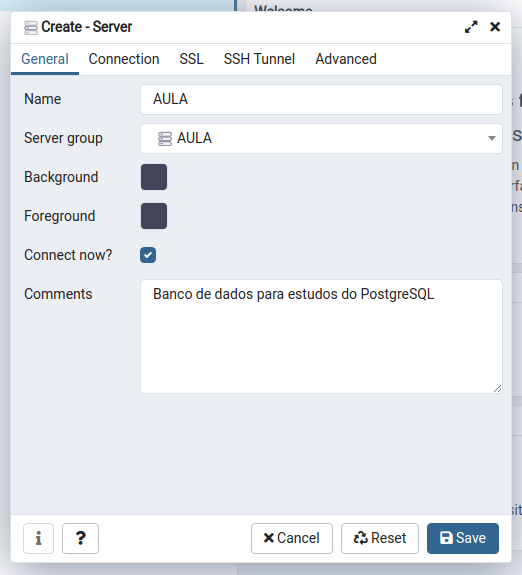 Welcome
Create - Server
General Connection SSL SSH Tunnel Advanced
Name AULA
Server group AULA
Background
Foreground
Connect now?
Comments Banco de dados para estudos do PostgreSQL
i ? Cancel Reset Save